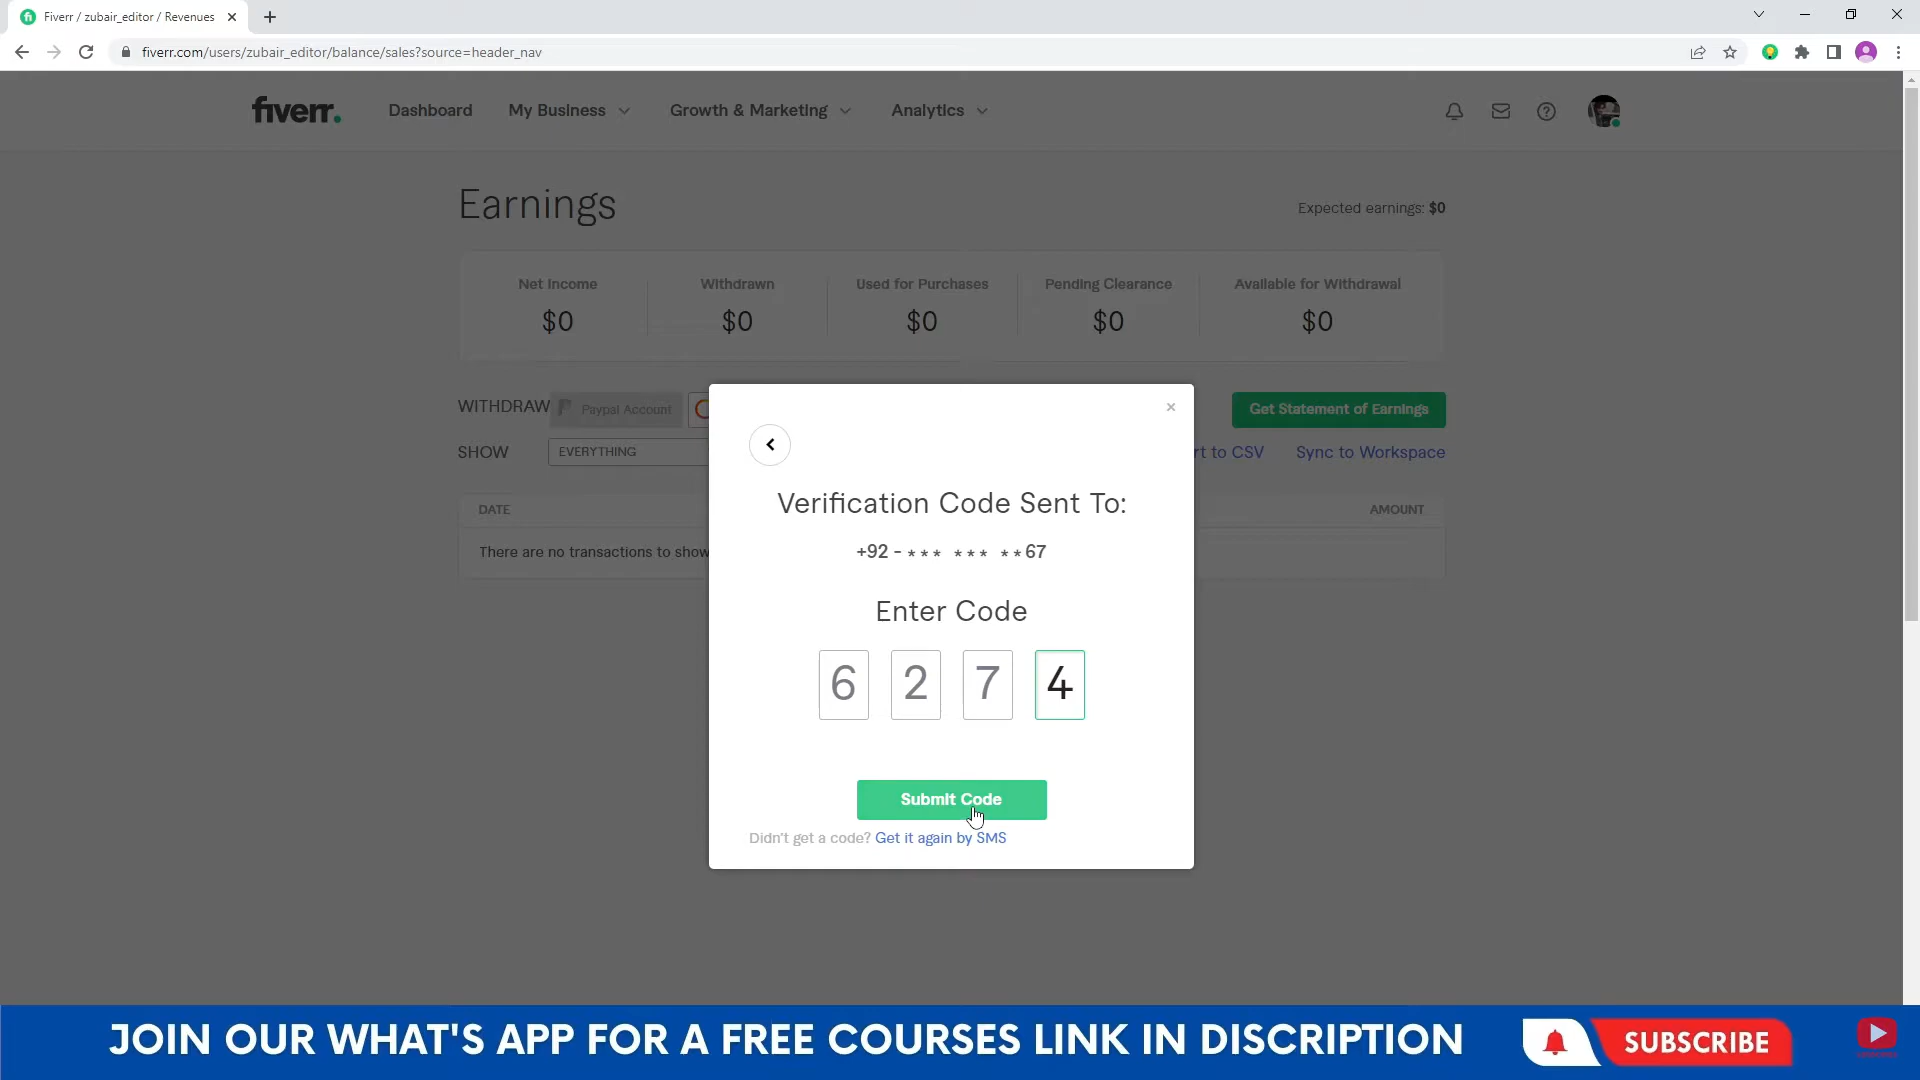 Fiverr / zubair_editor / Revenues
fiverr.com/users/zubair_editor/balance/sales?source=header_nav
fiverr. Dashboard My Business Growth & Marketing Analytics
Earnings
Expected earnings: $0
Net Income Withdrawn Used for Purchases Pending Clearance Available for Withdrawal
$0 $0 $0 $0 $0
WITHDRAW Paypal Account Get Statement of Earnings
SHOW EVERYTHING rt to CSV Sync to Workspace
DATE AMOUNT
There are no transactions to show
Verification Code Sent To:
+92 - *** *** **67
Enter Code
6 2 7 4
Submit Code
Didn't get a code? Get it again by SMS
JOIN OUR WHAT'S APP FOR A FREE COURSES LINK IN DISCRIPTION SUBSCRIBE